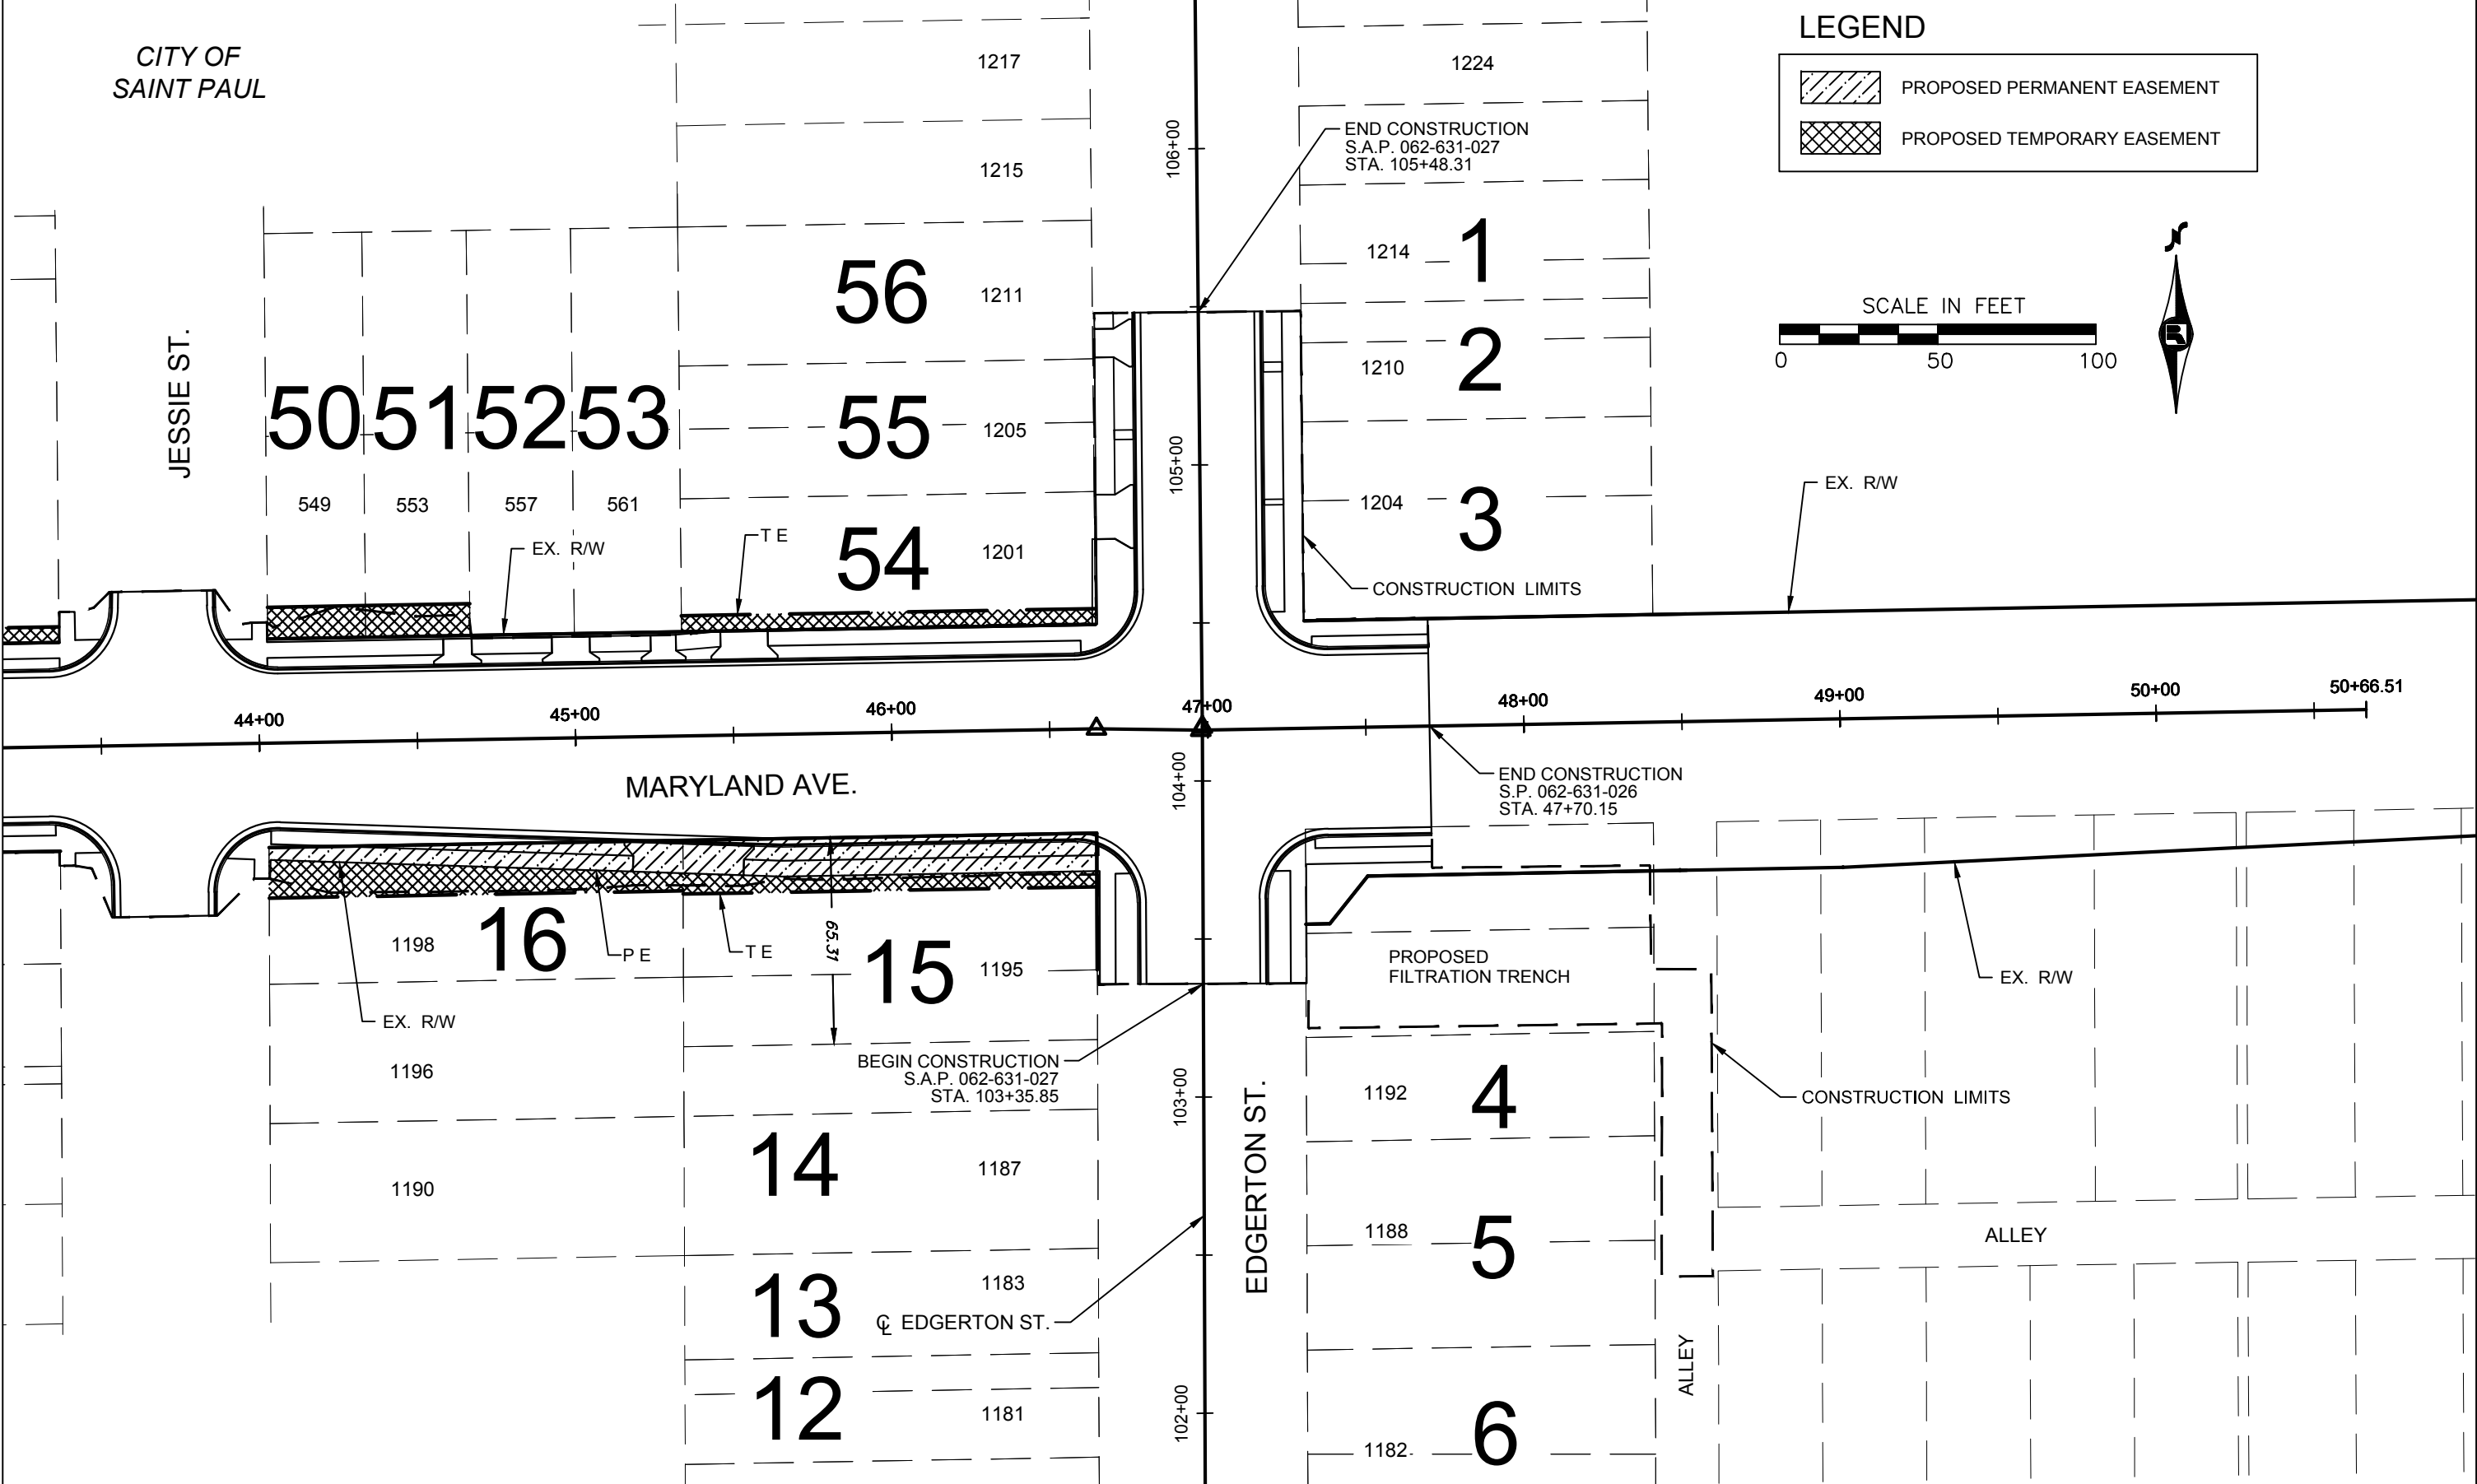 CITY OF
SAINT PAUL
LEGEND
PROPOSED PERMANENT EASEMENT
PROPOSED TEMPORARY EASEMENT
SCALE IN FEET
0 50 100
N
R
1217
1224
106+00
END CONSTRUCTION
S.A.P. 062-631-027
STA. 105+48.31
1215
JESSIE ST.
56
1211
1214
1
1210
2
50
51
52
53
55
1205
105+00
549
553
557
561
EX. R/W
T E
54
1201
1204
3
EX. R/W
CONSTRUCTION LIMITS
44+00
45+00
46+00
47+00
48+00
49+00
50+00
50+66.51
MARYLAND AVE.
104+00
END CONSTRUCTION
S.P. 062-631-026
STA. 47+70.15
1198
16
P E
T E
65.31
15
1195
PROPOSED
FILTRATION TRENCH
EX. R/W
EX. R/W
1196
BEGIN CONSTRUCTION
S.A.P. 062-631-027
STA. 103+35.85
103+00
1192
4
CONSTRUCTION LIMITS
1190
14
1187
EDGERTON ST.
1188
5
ALLEY
13
1183
℄ EDGERTON ST.
12
1181
102+00
1182
6
ALLEY